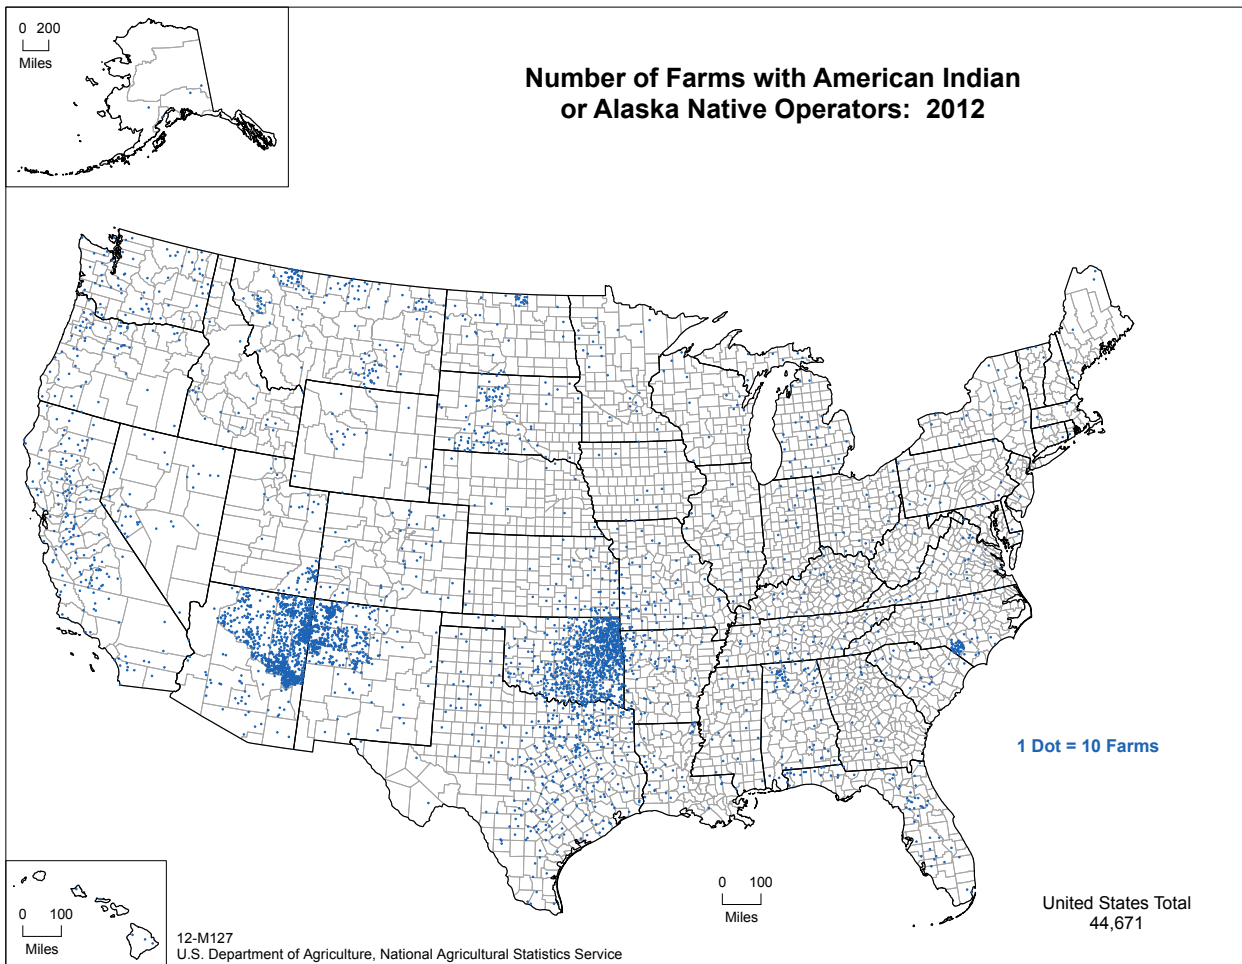 0 200
Miles
Number of Farms with American Indian
or Alaska Native Operators: 2012
1 Dot = 10 Farms
0 100
Miles
0 100
Miles
United States Total
44,671
12-M127
U.S. Department of Agriculture, National Agricultural Statistics Service